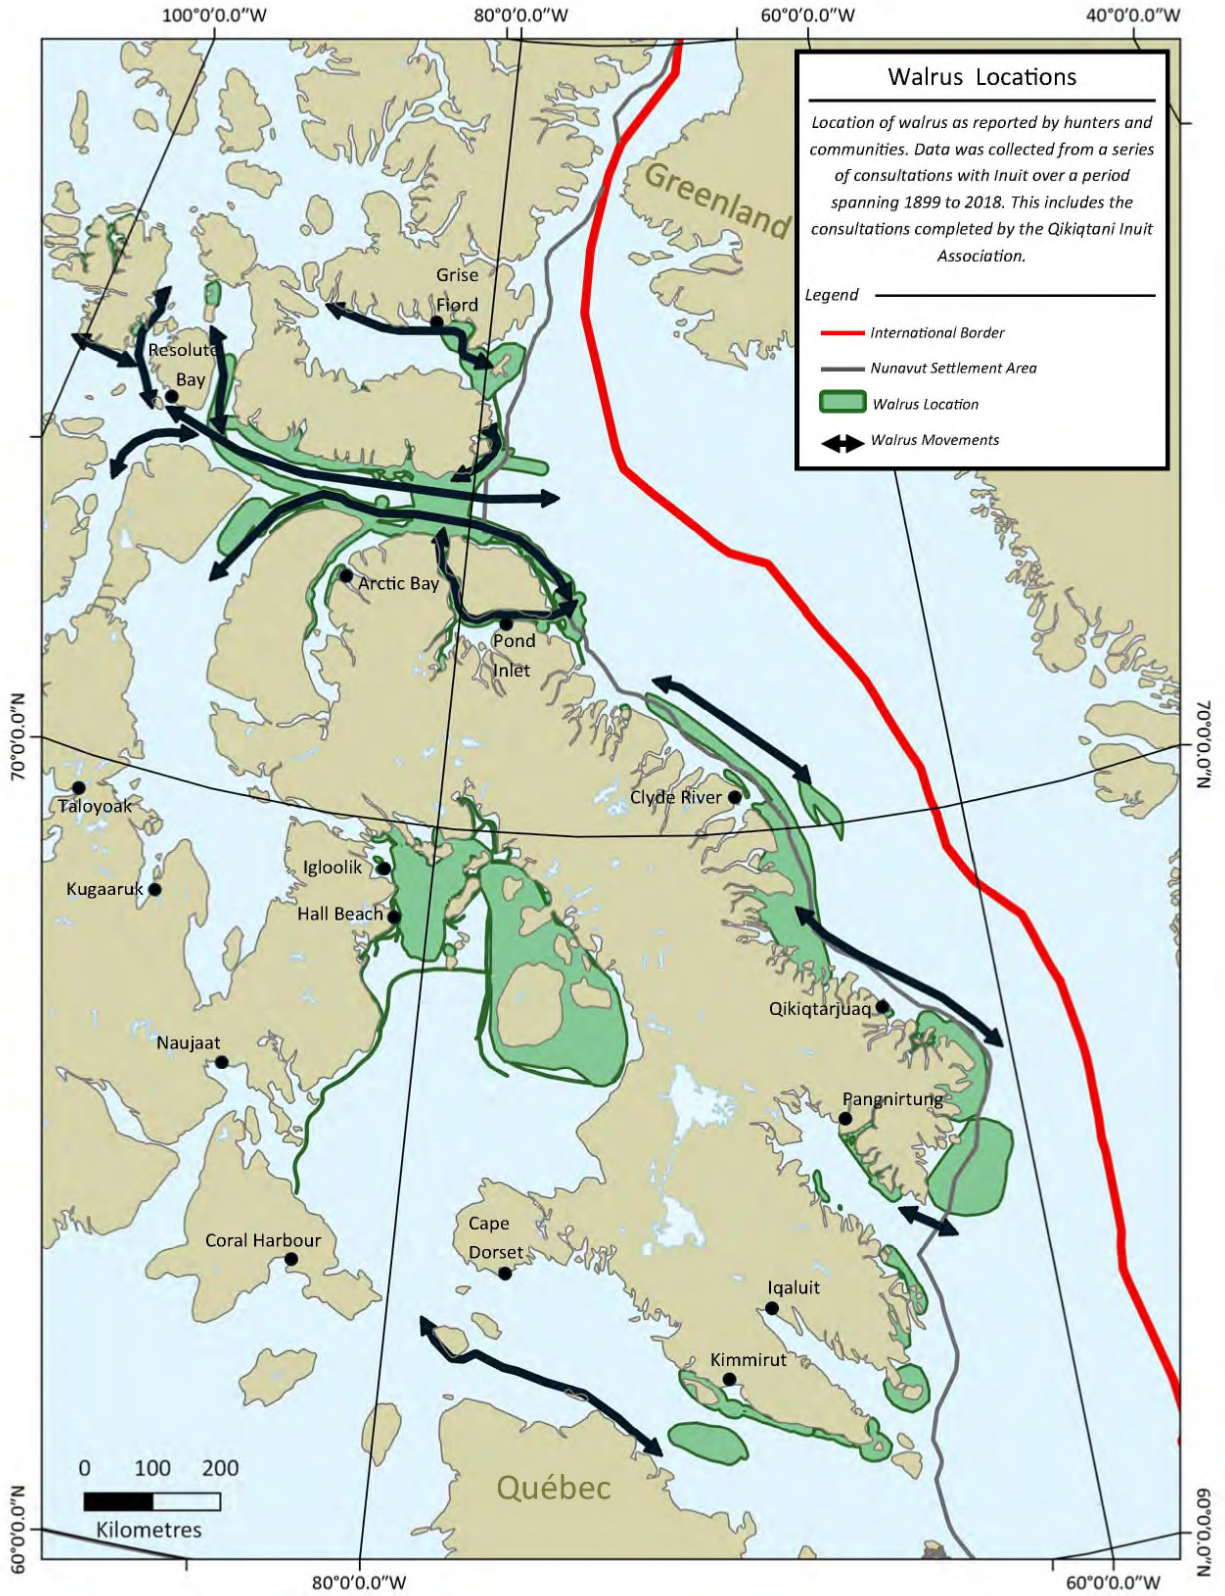 100°0'0.0"W
80°0'0.0"W
60°0'0.0"W
40°0'0.0"W
Walrus Locations
Location of walrus as reported by hunters and
communities. Data was collected from a series
of consultations with Inuit over a period
spanning 1899 to 2018. This includes the
consultations completed by the Qikiqtani Inuit
Association.
Legend
International Border
Nunavut Settlement Area
Walrus Location
Walrus Movements
Greenland
Grise
Fiord
Resolute
Bay
Arctic Bay
Pond
Inlet
70°0'0.0"N
70°0'0.0"N
Taloyoak
Clyde River
Igloolik
Kugaaruk
Hall Beach
Qikiqtarjuaq
Naujaat
Pangnirtung
Cape
Dorset
Coral Harbour
Iqaluit
Kimmirut
Québec
0 100 200
Kilometres
60°0'0.0"N
60°0'0.0"N
80°0'0.0"W
60°0'0.0"W